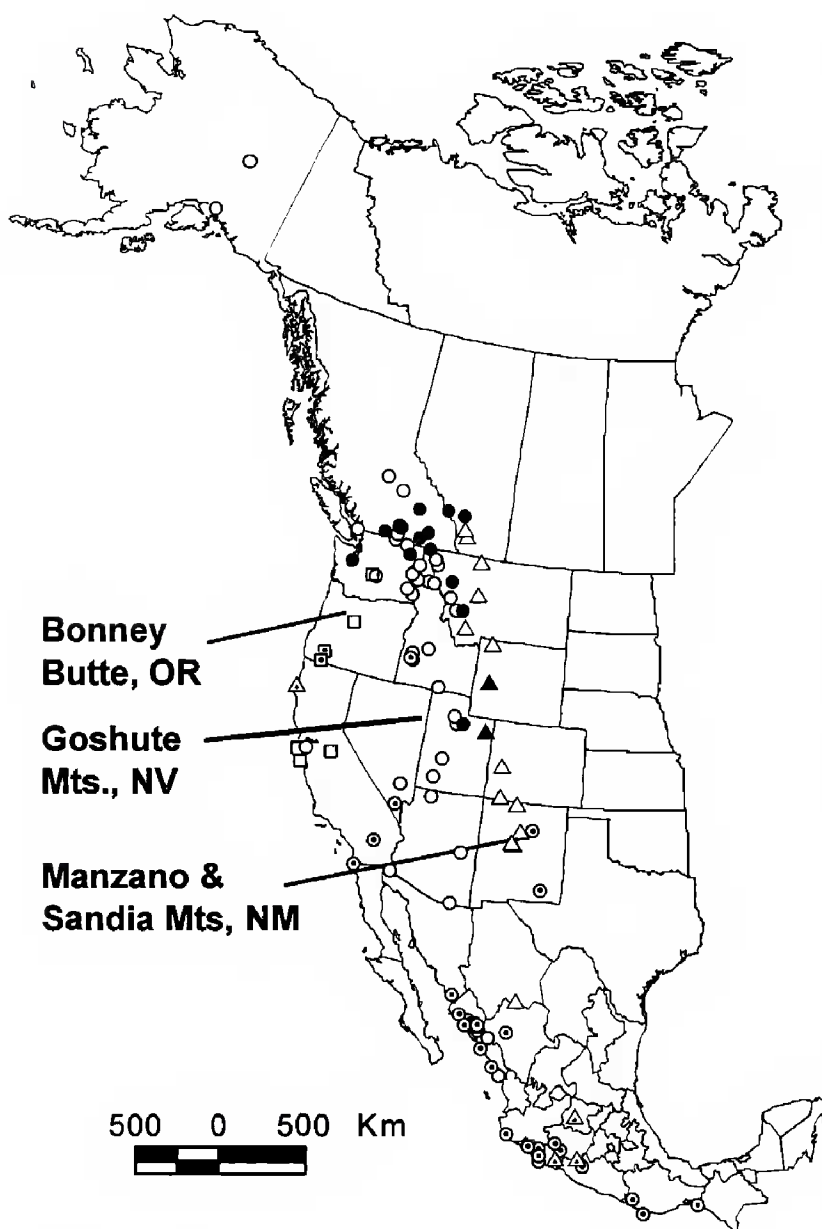 Bonney
Butte, OR
Goshute
Mts., NV
Manzano &
Sandia Mts, NM
500 0 500 Km